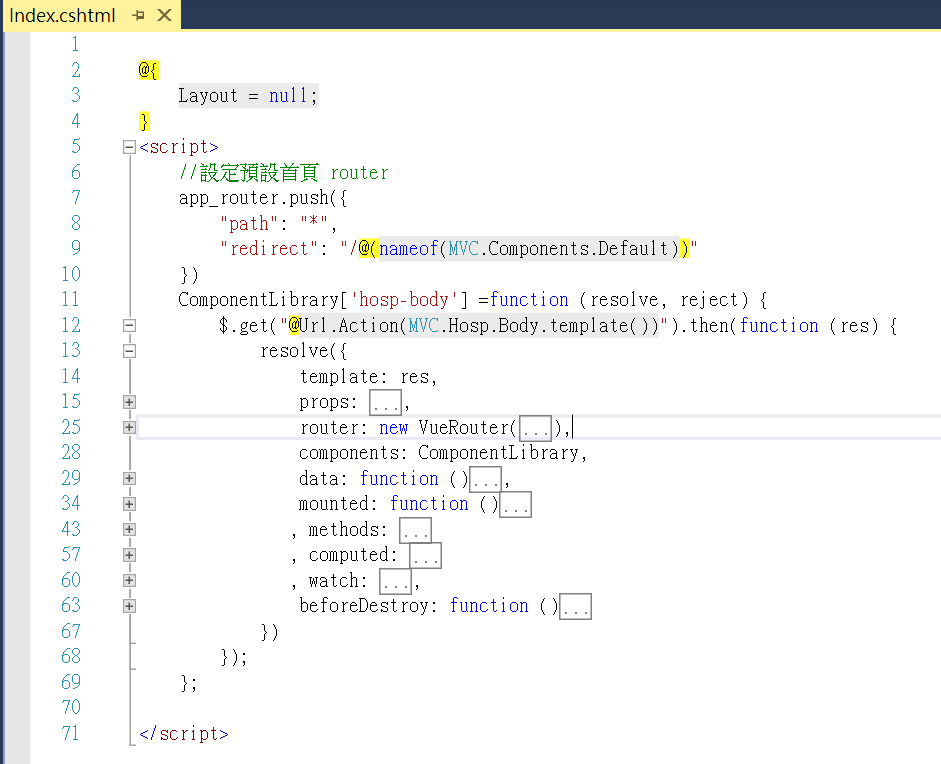 Index.cshtml
1
2 @{
3 Layout = null;
4 }
5 <script>
6 //設定預設首頁 router
7 app_router.push({
8 "path": "*",
9 "redirect": "/@(nameof(MVC.Components.Default))"
10 })
11 ComponentLibrary['hosp-body'] =function (resolve, reject) {
12 $.get("@Url.Action(MVC.Hosp.Body.template())").then(function (res) {
13 resolve({
14 template: res,
15 props: ...,
25 router: new VueRouter(...),
28 components: ComponentLibrary,
29 data: function ()...,
34 mounted: function ()...
43 , methods: ...
57 , computed: ...
60 , watch: ...,
63 beforeDestroy: function ()...
67 })
68 });
69 };
70
71 </script>